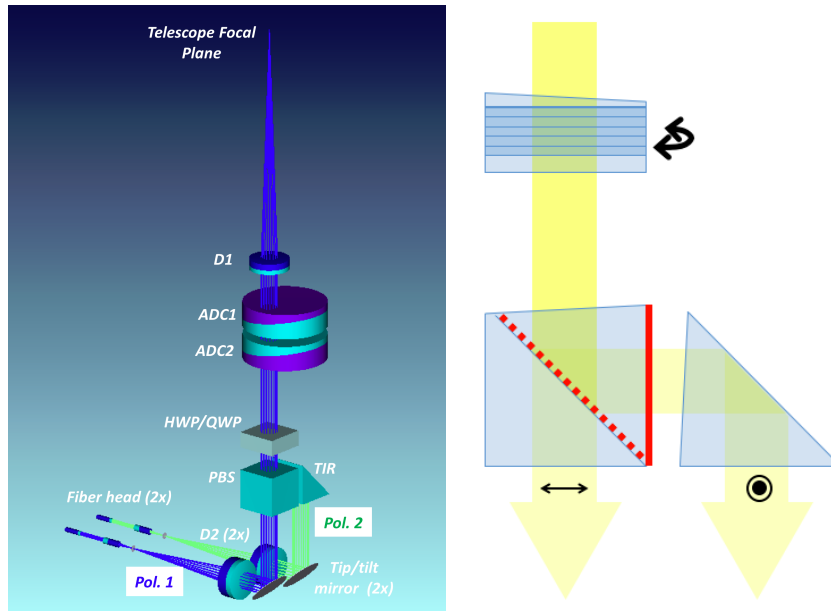 Telescope Focal
Plane
D1
ADC1
ADC2
HWP/QWP
TIR
PBS
Fiber head (2x)
Pol. 2
D2 (2x)
Pol. 1
Tip/tilt
mirror (2x)